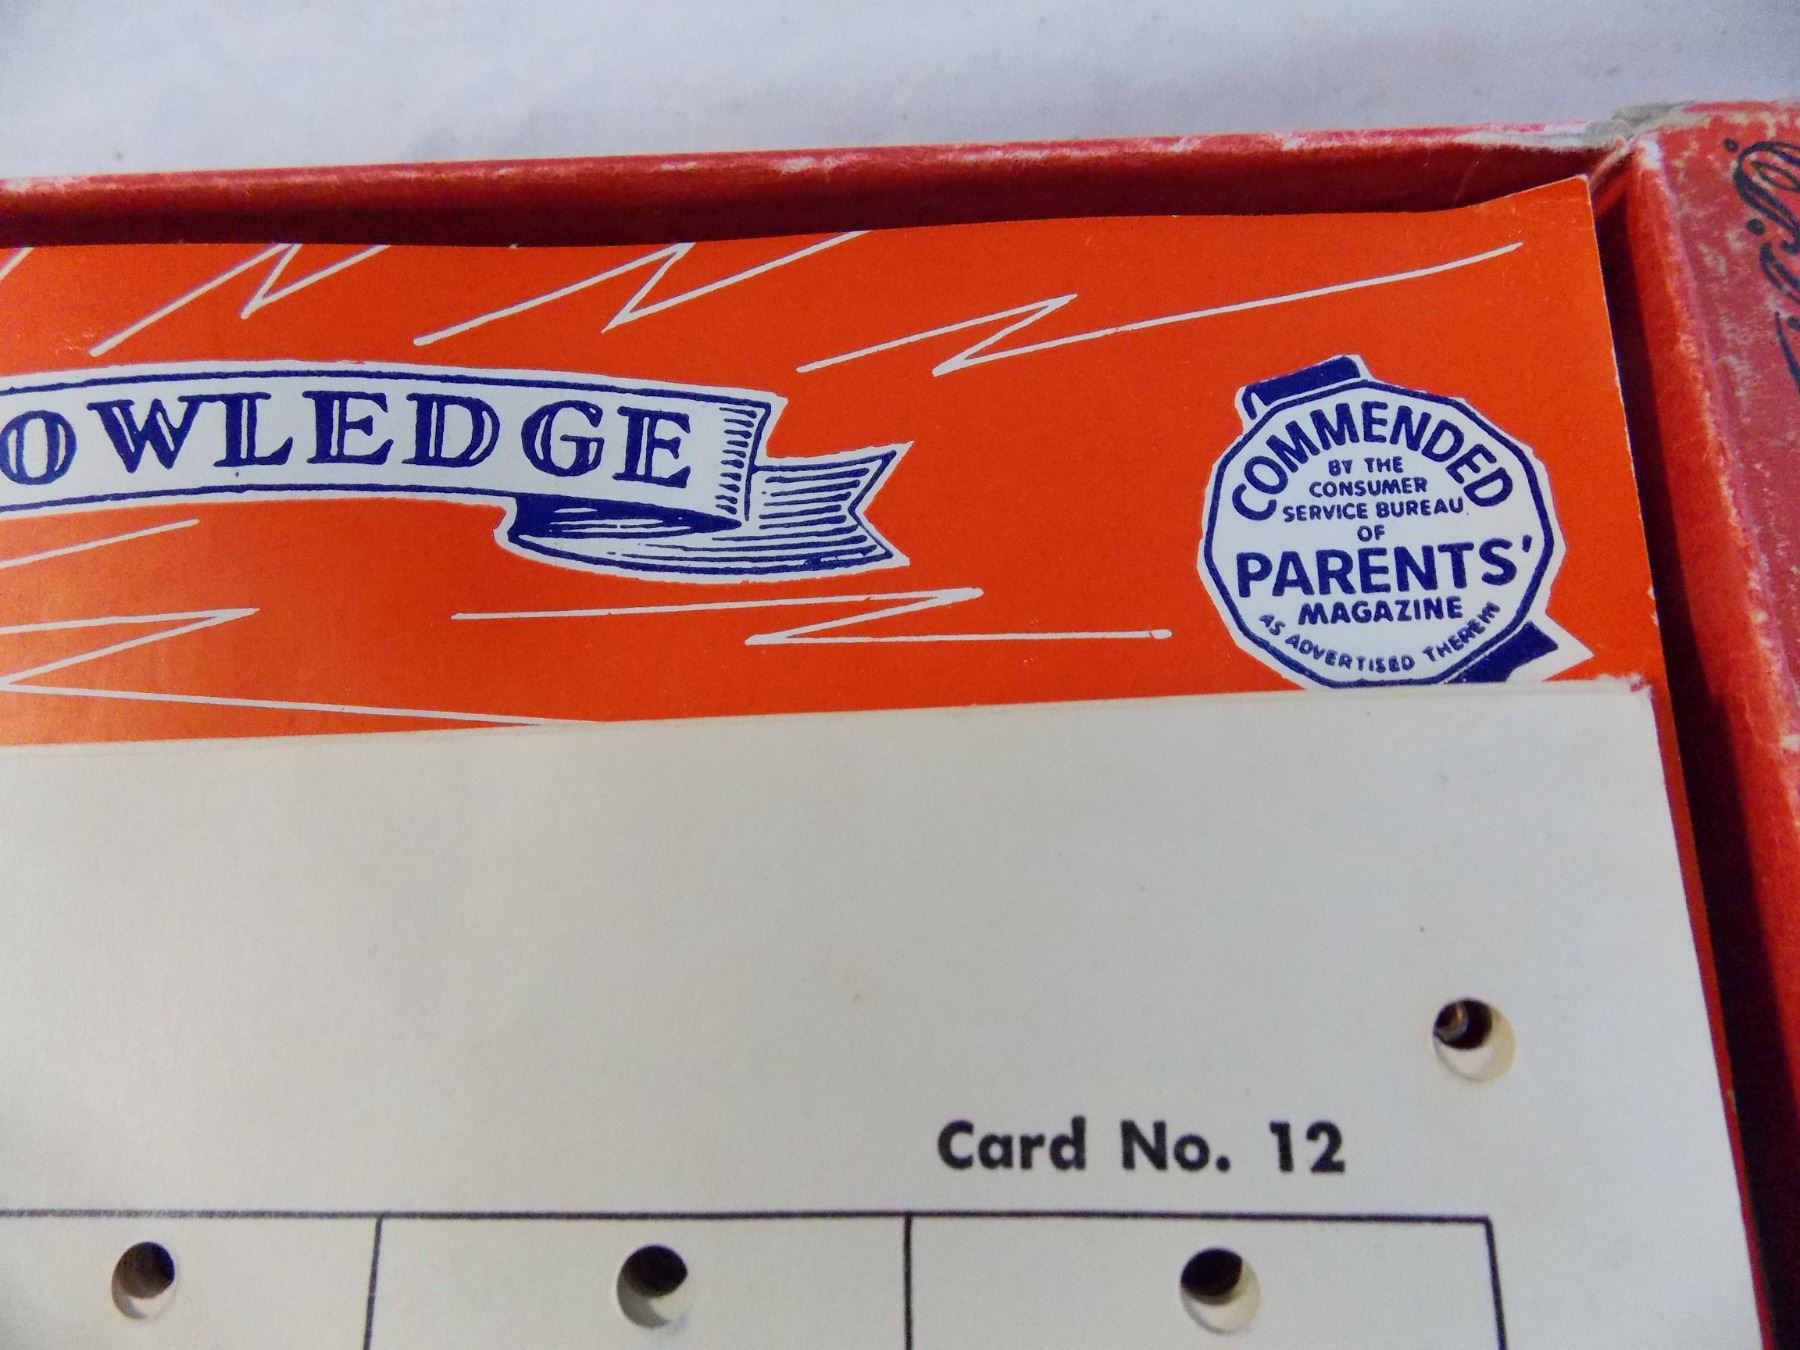 OWLEDGE
COMMENDED
BY THE
CONSUMER
SERVICE BUREAU
OF
PARENTS'
MAGAZINE
AS ADVERTISED THEREIN
Card No. 12